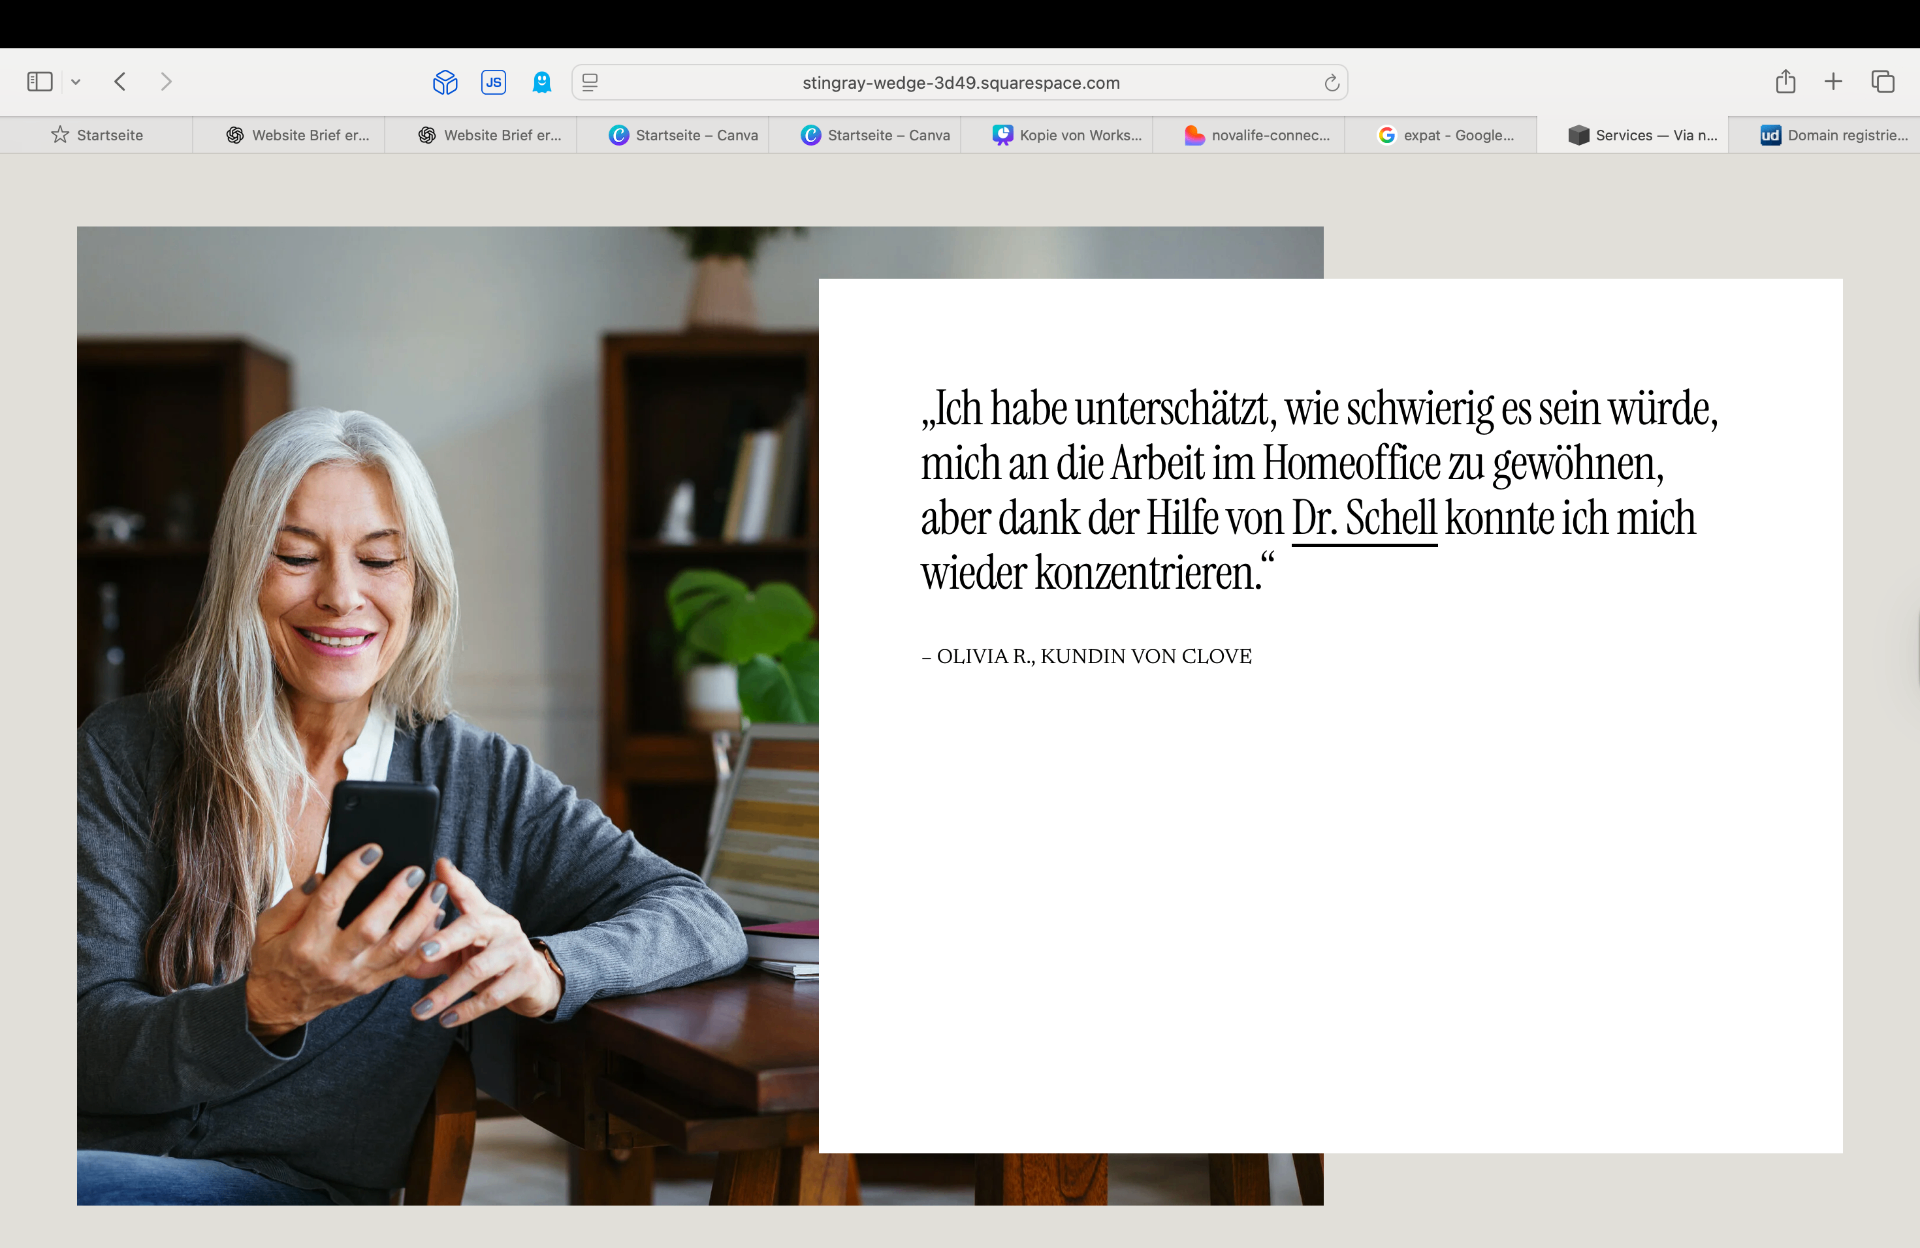 JS
stingray-wedge-3d49.squarespace.com
Startseite
Website Brief er...
Website Brief er...
Startseite – Canva
Startseite – Canva
Kopie von Works...
novalife-connec...
expat - Google...
Services — Via n...
ud
Domain registrie...
„Ich habe unterschätzt, wie schwierig es sein würde,
mich an die Arbeit im Homeoffice zu gewöhnen,
aber dank der Hilfe von Dr. Schell konnte ich mich
wieder konzentrieren.“
– OLIVIA R., KUNDIN VON CLOVE